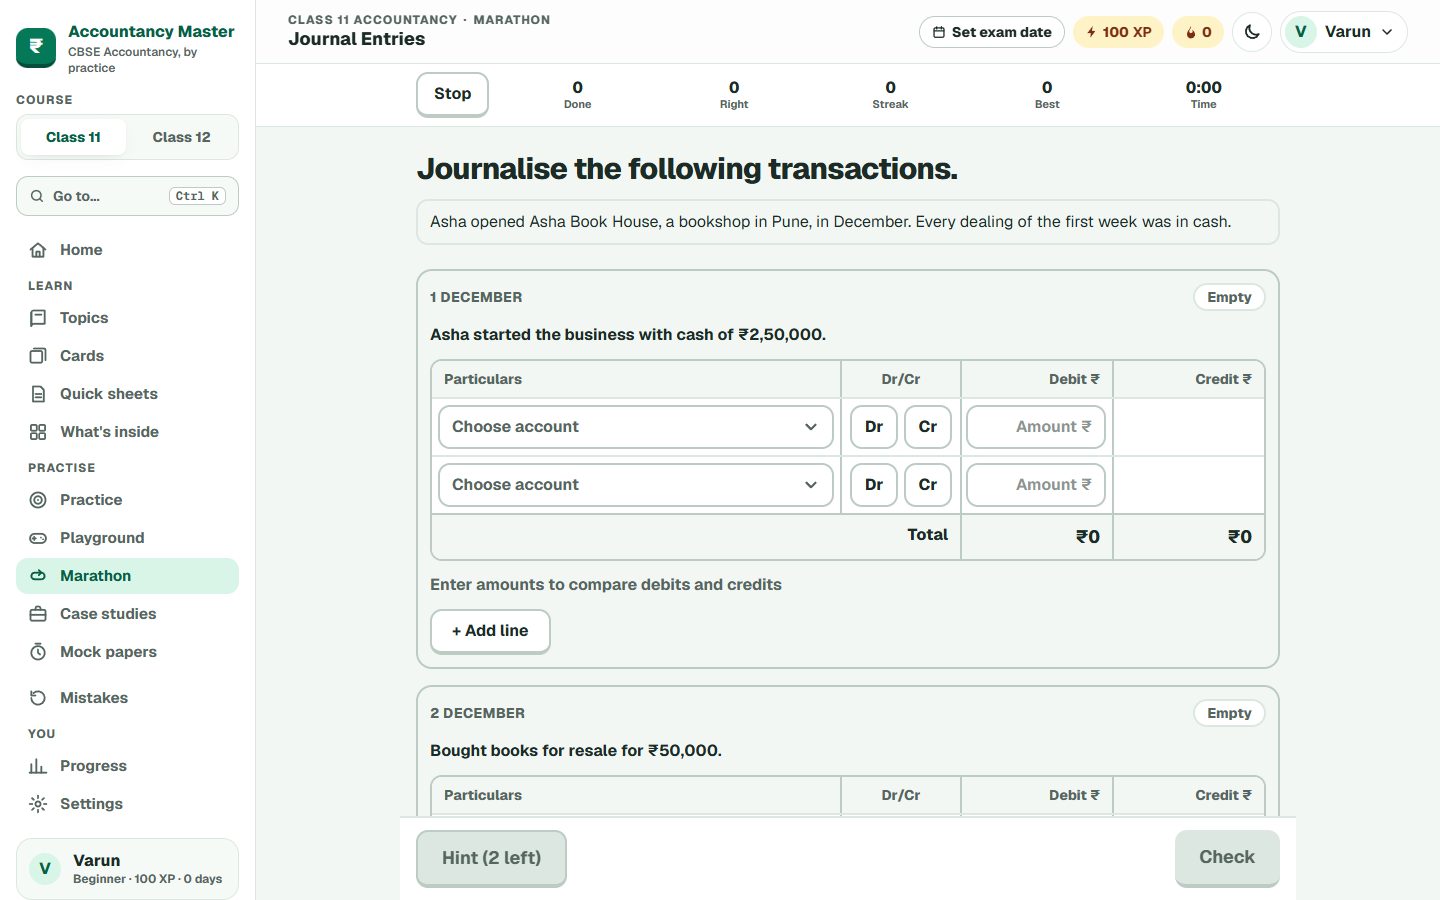 Accountancy Master
CBSE Accountancy, by
practice
COURSE
Class 11
Class 12
Go to...
Ctrl K
Home
LEARN
Topics
Cards
Quick sheets
What's inside
PRACTISE
Practice
Playground
Marathon
Case studies
Mock papers
Mistakes
YOU
Progress
Settings
V
Varun
Beginner · 100 XP · 0 days
CLASS 11 ACCOUNTANCY · MARATHON
Journal Entries
Set exam date
100 XP
0
V
Varun
Stop
0
Done
0
Right
0
Streak
0
Best
0:00
Time
Journalise the following transactions.
Asha opened Asha Book House, a bookshop in Pune, in December. Every dealing of the first week was in cash.
1 DECEMBER
Empty
Asha started the business with cash of ₹2,50,000.
Particulars
Dr/Cr
Debit ₹
Credit ₹
Choose account
Dr
Cr
Amount ₹
Choose account
Dr
Cr
Amount ₹
Total
₹0
₹0
Enter amounts to compare debits and credits
+ Add line
2 DECEMBER
Empty
Bought books for resale for ₹50,000.
Particulars
Dr/Cr
Debit ₹
Credit ₹
Hint (2 left)
Check